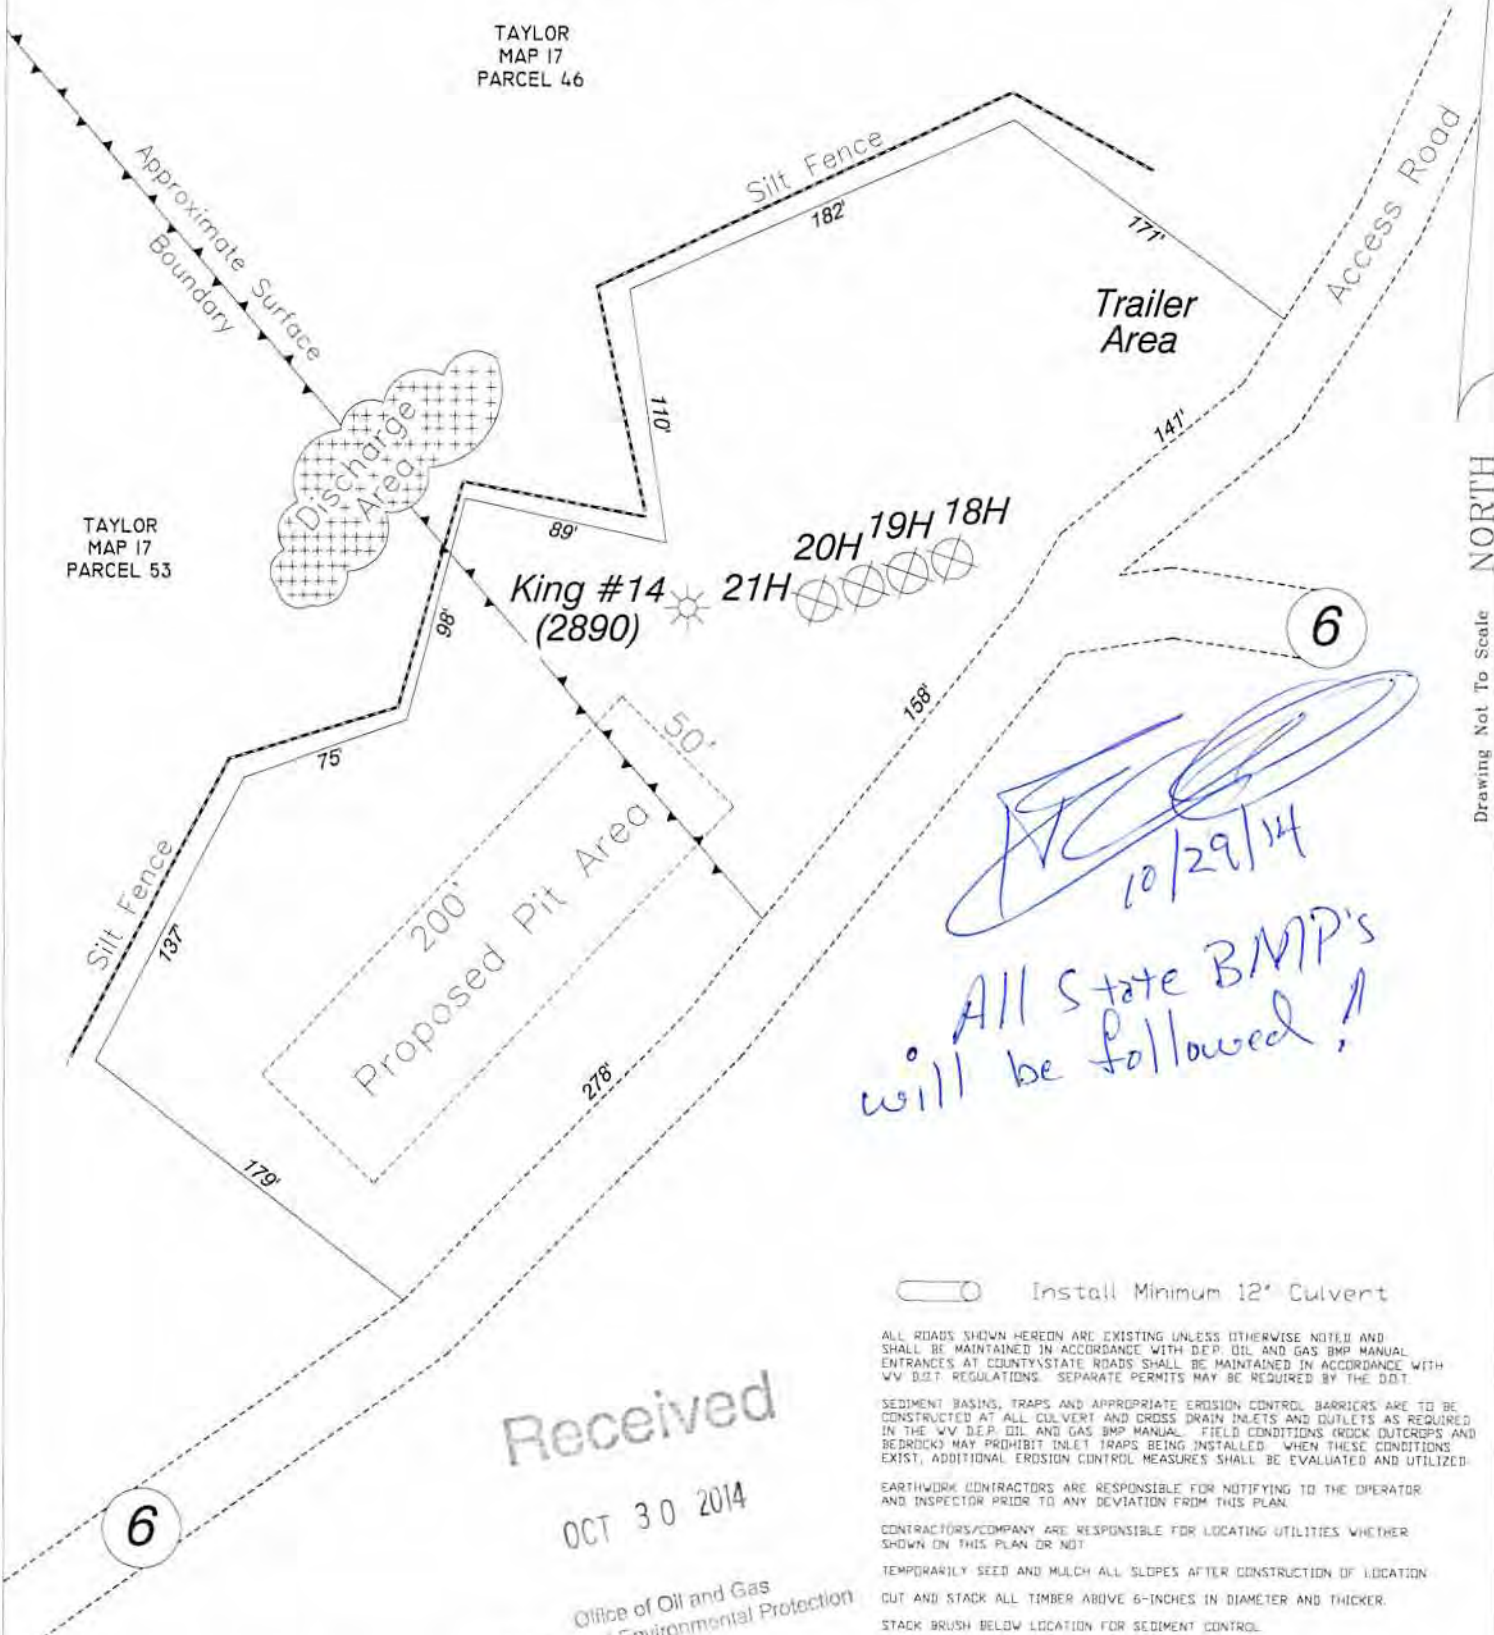 TAYLOR
MAP 17
PARCEL 46
Approximate Surface
Boundary
Silt Fence
182'
171'
Access Road
Trailer
Area
110'
141'
Discharge
Area
TAYLOR
MAP 17
PARCEL 53
89'
98'
King #14
(2890)
21H
20H
19H
18H
6
NORTH
Drawing Not To Scale
158'
50'
75'
Silt Fence
137'
200'
Proposed Pit Area
278'
179'
10/29/14
All State BMP's
will be followed!
6
Received
OCT 30 2014
Office of Oil and Gas
Environmental Protection
Install Minimum 12" Culvert
ALL ROADS SHOWN HEREON ARE EXISTING UNLESS OTHERWISE NOTED AND
SHALL BE MAINTAINED IN ACCORDANCE WITH D.E.P. OIL AND GAS BMP MANUAL
ENTRANCES AT COUNTY\STATE ROADS SHALL BE MAINTAINED IN ACCORDANCE WITH
WV D.O.T. REGULATIONS. SEPARATE PERMITS MAY BE REQUIRED BY THE D.O.T.
SEDIMENT BASINS, TRAPS AND APPROPRIATE EROSION CONTROL BARRIERS ARE TO BE
CONSTRUCTED AT ALL CULVERT AND CROSS DRAIN INLETS AND OUTLETS AS REQUIRED
IN THE WV D.E.P. OIL AND GAS BMP MANUAL. FIELD CONDITIONS (ROCK OUTCROPS AND
BEDROCK) MAY PROHIBIT INLET TRAPS BEING INSTALLED. WHEN THESE CONDITIONS
EXIST, ADDITIONAL EROSION CONTROL MEASURES SHALL BE EVALUATED AND UTILIZED.
EARTHWORK CONTRACTORS ARE RESPONSIBLE FOR NOTIFYING TO THE OPERATOR
AND INSPECTOR PRIOR TO ANY DEVIATION FROM THIS PLAN.
CONTRACTORS/COMPANY ARE RESPONSIBLE FOR LOCATING UTILITIES WHETHER
SHOWN ON THIS PLAN OR NOT
TEMPORARILY SEED AND MULCH ALL SLOPES AFTER CONSTRUCTION OF LOCATION
CUT AND STACK ALL TIMBER ABOVE 6-INCHES IN DIAMETER AND THICKER.
STACK BRUSH BELOW LOCATION FOR SEDIMENT CONTROL